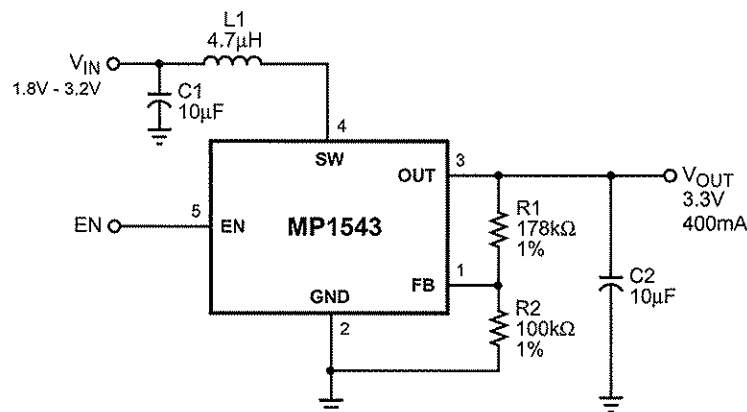 L1
4.7µH
VIN
1.8V - 3.2V
C1
10µF
4
SW
3
OUT
VOUT
3.3V
400mA
R1
178kΩ
1%
EN
5
EN
MP1543
1
FB
C2
10µF
GND
2
R2
100kΩ
1%